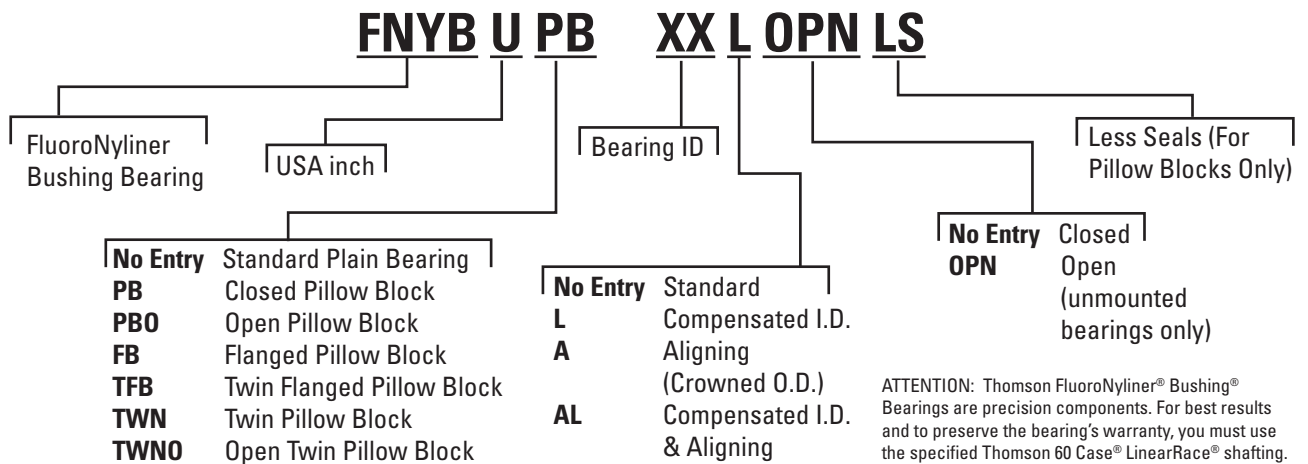 FNYB U PB XX L OPN LS
FluoroNyliner
Bushing Bearing
USA inch
Bearing ID
Less Seals (For
Pillow Blocks Only)
No Entry Standard Plain Bearing
PB Closed Pillow Block
PBO Open Pillow Block
FB Flanged Pillow Block
TFB Twin Flanged Pillow Block
TWN Twin Pillow Block
TWNO Open Twin Pillow Block
No Entry Standard
L Compensated I.D.
A Aligning
(Crowned O.D.)
AL Compensated I.D.
& Aligning
No Entry Closed
OPN Open
(unmounted
bearings only)
ATTENTION: Thomson FluoroNyliner® Bushing®
Bearings are precision components. For best results
and to preserve the bearing's warranty, you must use
the specified Thomson 60 Case® LinearRace® shafting.